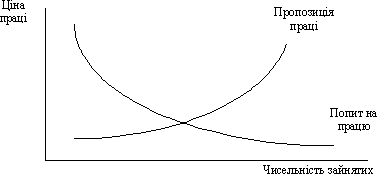 Ціна
праці
Пропозиція
праці
Попит на
працю
Чисельність зайнятих